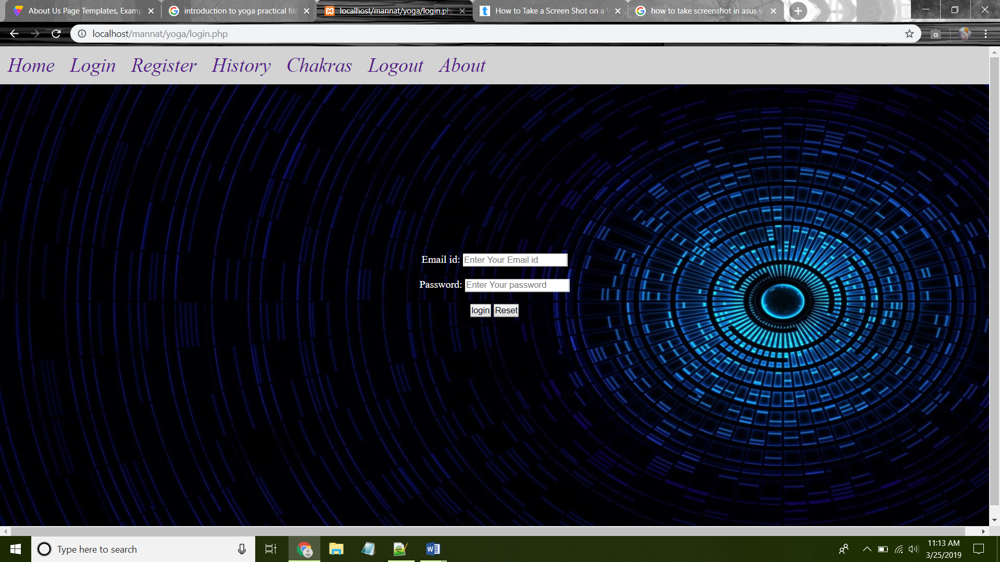 About Us Page Templates, Examp
introduction to yoga practical file
localhost/mannat/yoga/login.php
How to Take a Screen Shot on a
how to take screenshot in asus v
localhost/mannat/yoga/login.php
Home Login Register History Chakras Logout About
Email id: Enter Your Email id
Password: Enter Your password
login Reset
Type here to search
11:13 AM
3/25/2019